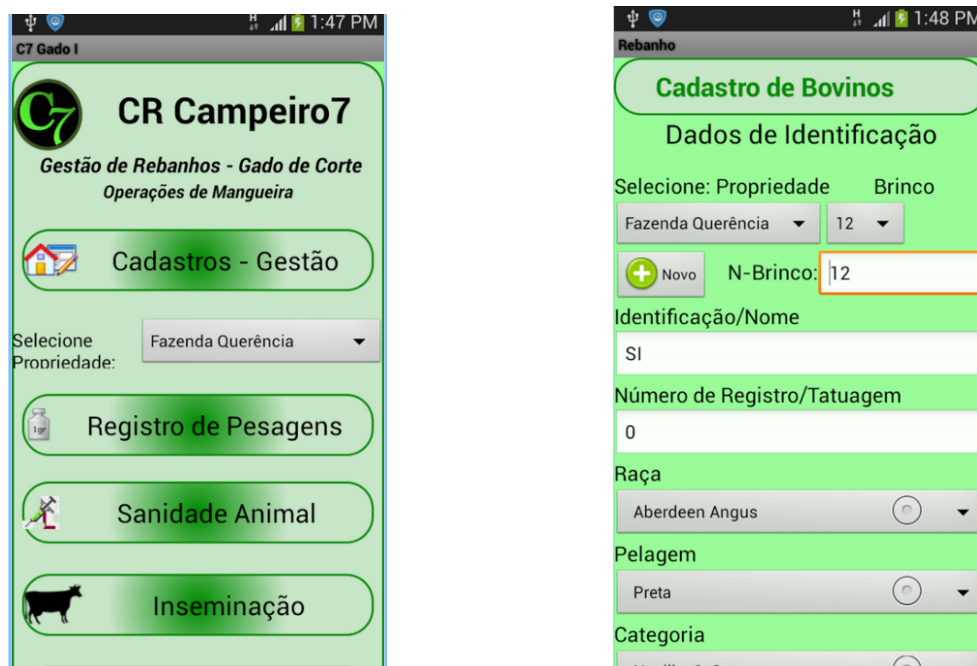 1:47 PM
C7 Gado I
C7
CR Campeiro7
Gestão de Rebanhos - Gado de Corte
Operações de Mangueira
Cadastros - Gestão
Selecione
Propriedade:
Fazenda Querência
Registro de Pesagens
1gr
Sanidade Animal
Inseminação
H
1:48 PM
Rebanho
Cadastro de Bovinos
Dados de Identificação
Selecione: Propriedade Brinco
Fazenda Querência 12
Novo N-Brinco: 12
Identificação/Nome
SI
Número de Registro/Tatuagem
0
Raça
Aberdeen Angus
Pelagem
Preta
Categoria